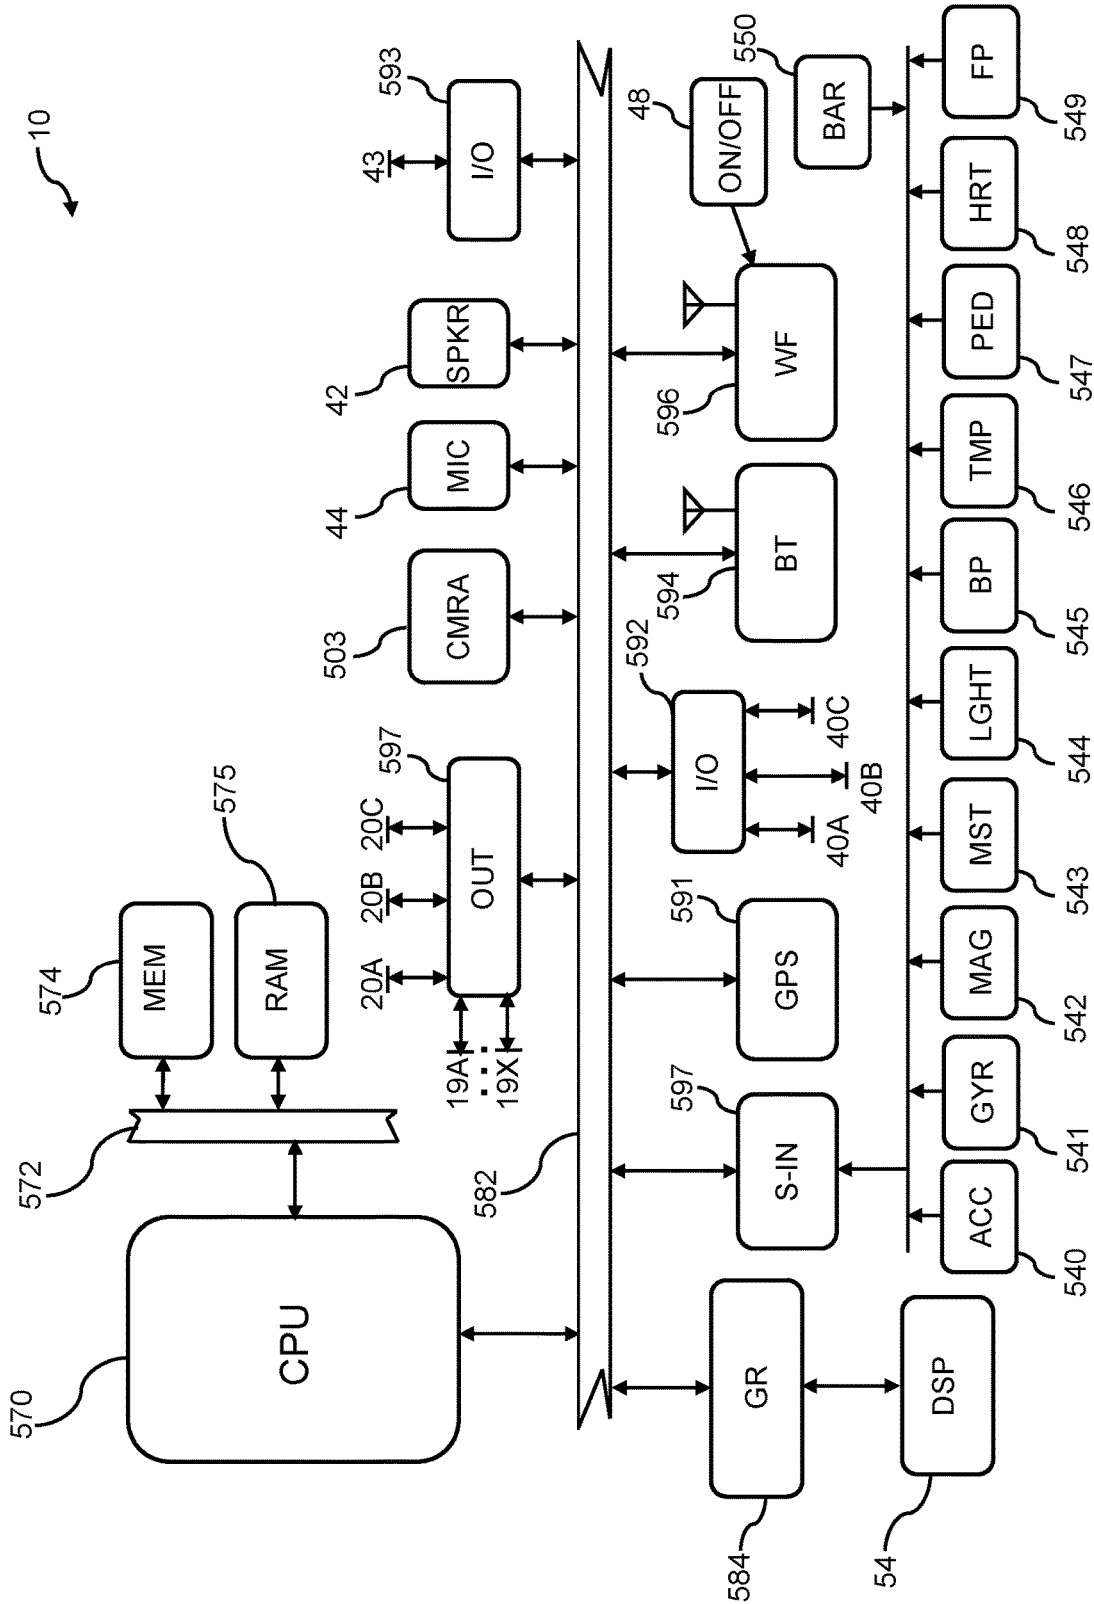 10
570
CPU
572
574
MEM
575
RAM
582
19A
19X
20A
20B
20C
OUT
597
503
CMRA
44
MIC
42
SPKR
43
593
I/O
584
GR
54
DSP
597
S-IN
591
GPS
592
I/O
40A
40B
40C
594
BT
596
WF
48
ON/OFF
550
BAR
ACC
540
GYR
541
MAG
542
MST
543
LGHT
544
BP
545
TMP
546
PED
547
HRT
548
FP
549